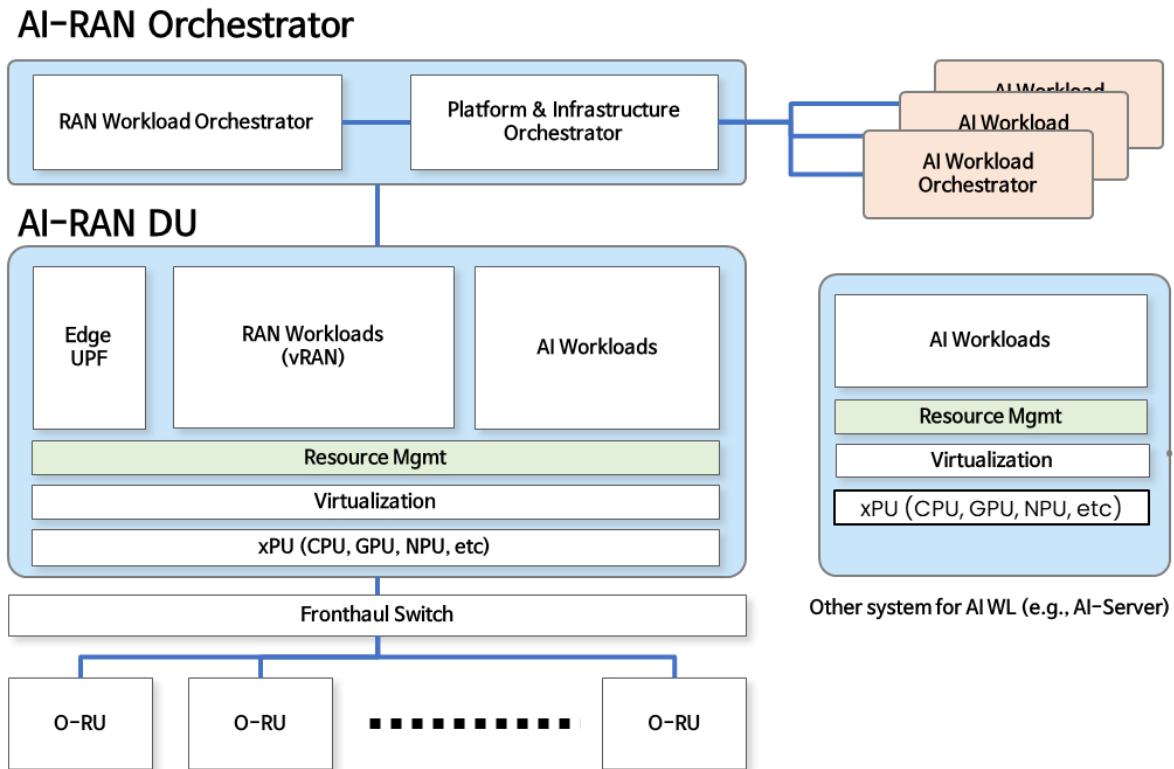 AI-RAN Orchestrator
RAN Workload Orchestrator
Platform & Infrastructure
Orchestrator
AI Workload
AI Workload
AI Workload
Orchestrator
AI-RAN DU
Edge
UPF
RAN Workloads
(vRAN)
AI Workloads
Resource Mgmt
Virtualization
xPU (CPU, GPU, NPU, etc)
AI Workloads
Resource Mgmt
Virtualization
xPU (CPU, GPU, NPU, etc)
Other system for AI WL (e.g., AI-Server)
Fronthaul Switch
O-RU
O-RU
O-RU